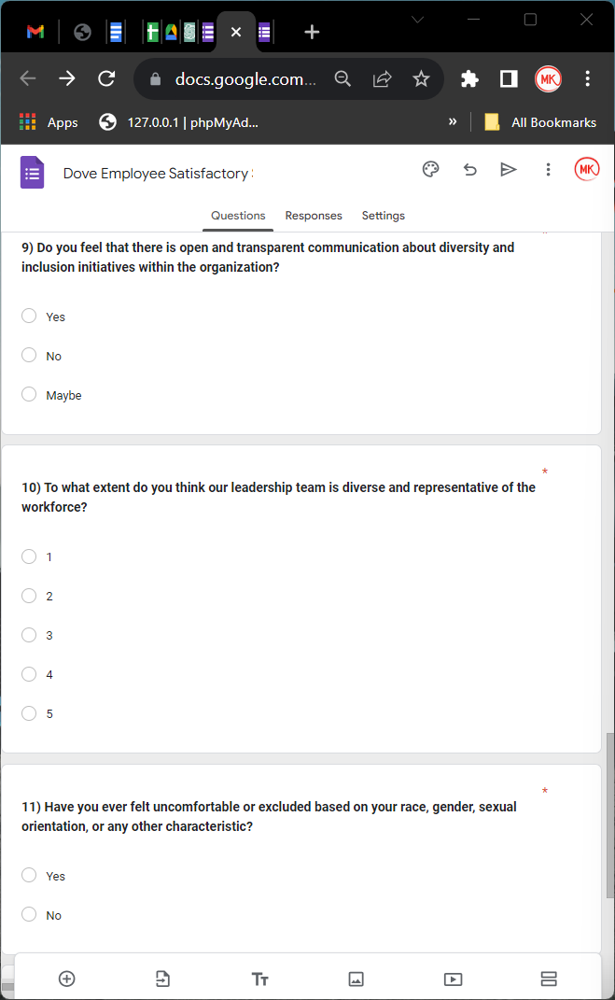 docs.google.com...
MK
Apps
127.0.0.1 | phpMyAd...
»
All Bookmarks
Dove Employee Satisfactory
MK
Questions
Responses
Settings
9) Do you feel that there is open and transparent communication about diversity and
inclusion initiatives within the organization?
Yes
No
Maybe
*
10) To what extent do you think our leadership team is diverse and representative of the
workforce?
1
2
3
4
5
*
11) Have you ever felt uncomfortable or excluded based on your race, gender, sexual
orientation, or any other characteristic?
Yes
No
Tт